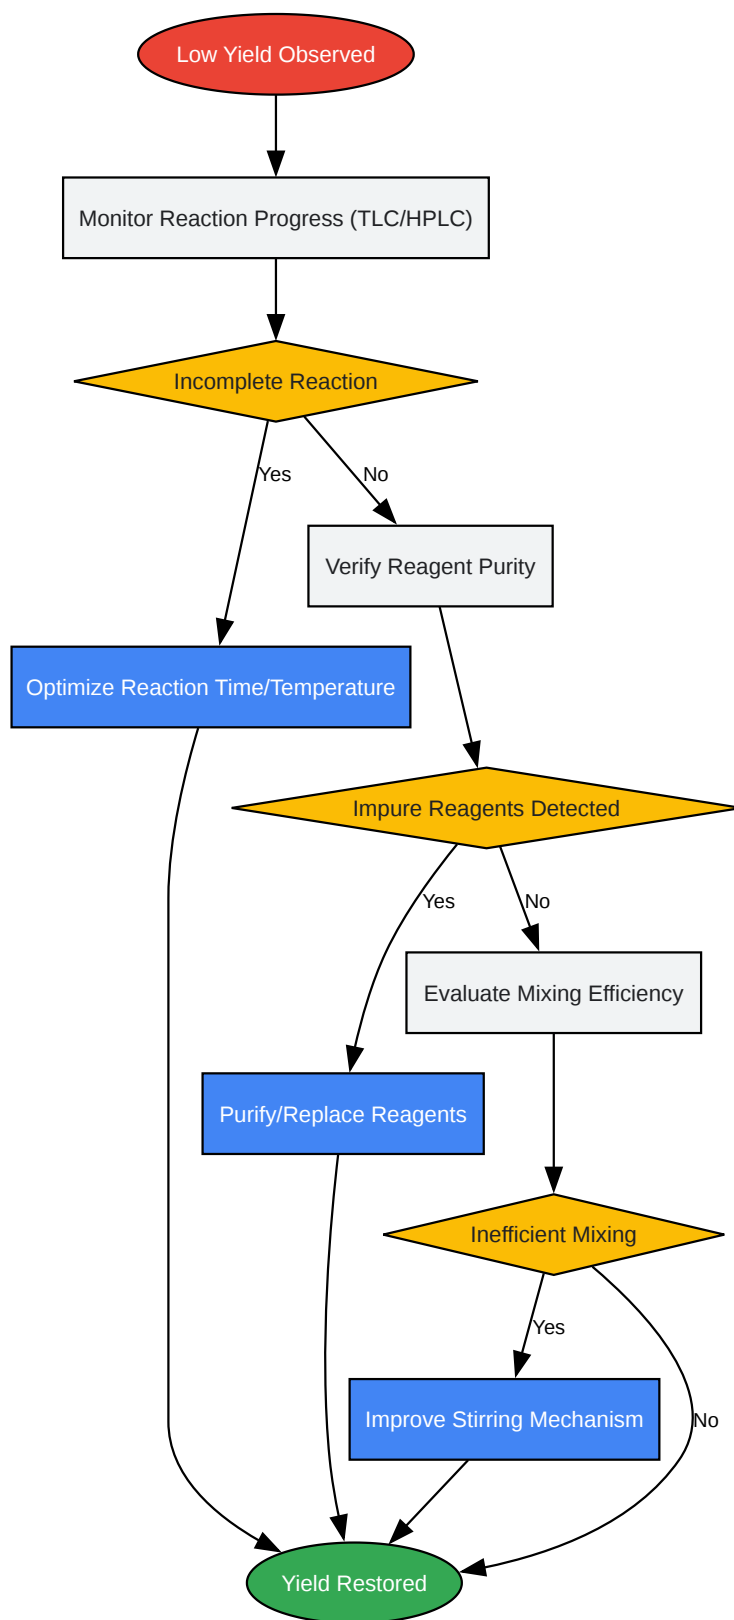 Low Yield Observed
Monitor Reaction Progress (TLC/HPLC)
Incomplete Reaction
Yes
No
Verify Reagent Purity
Optimize Reaction Time/Temperature
Impure Reagents Detected
Yes
No
Evaluate Mixing Efficiency
Purify/Replace Reagents
Inefficient Mixing
Yes
Improve Stirring Mechanism
No
Yield Restored